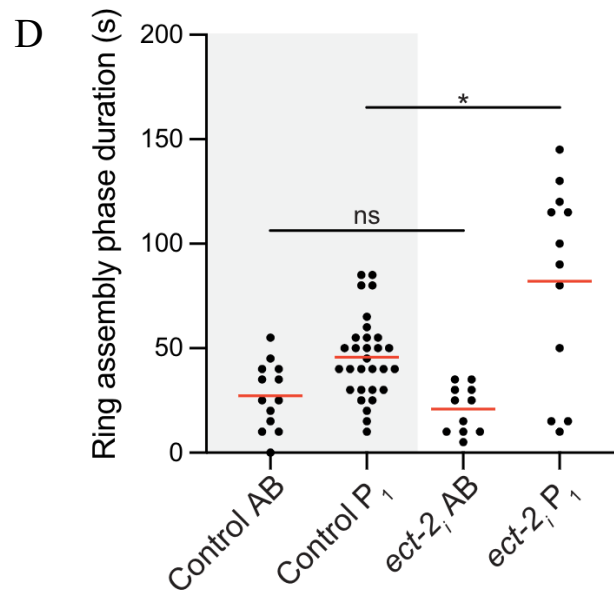 D
Ring assembly phase duration (s)
200
150
100
50
0
*
ns
Control AB
Control P₁
ect-2ᵢ AB
ect-2ᵢ P₁